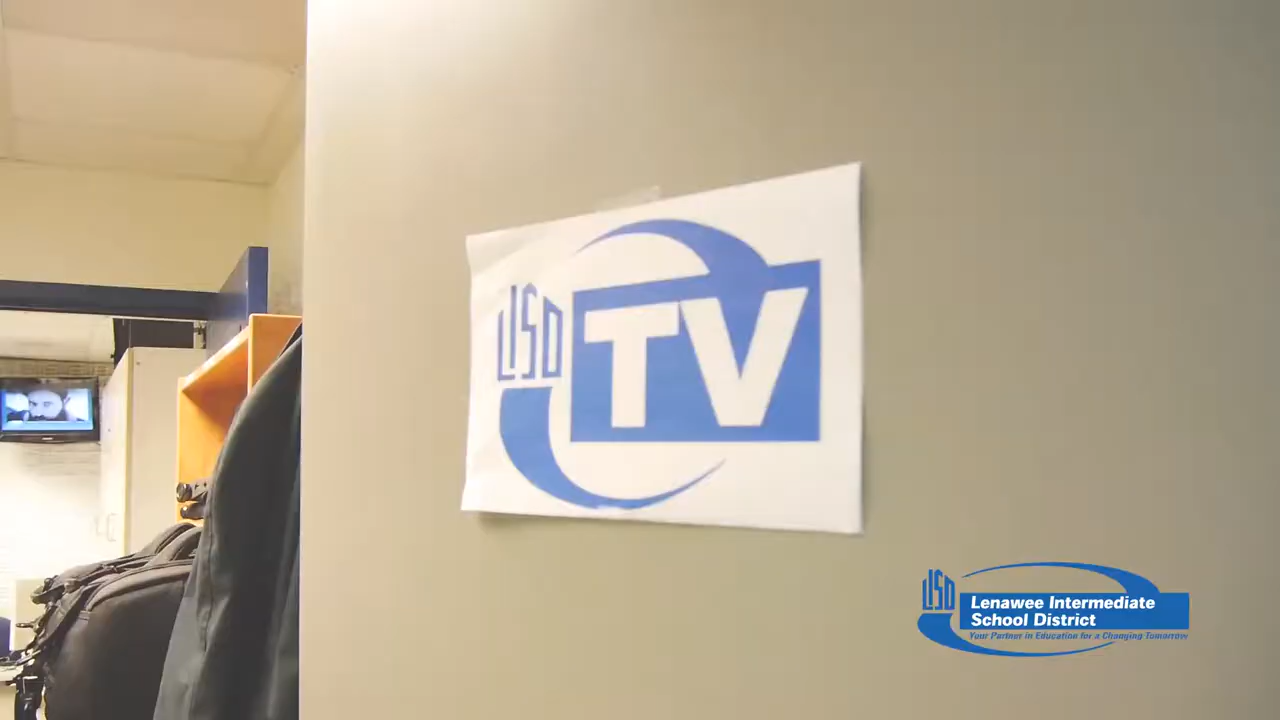 LISD
TV
LISD
Lenawee Intermediate
School District
Your Partner in Education for a Changing Tomorrow